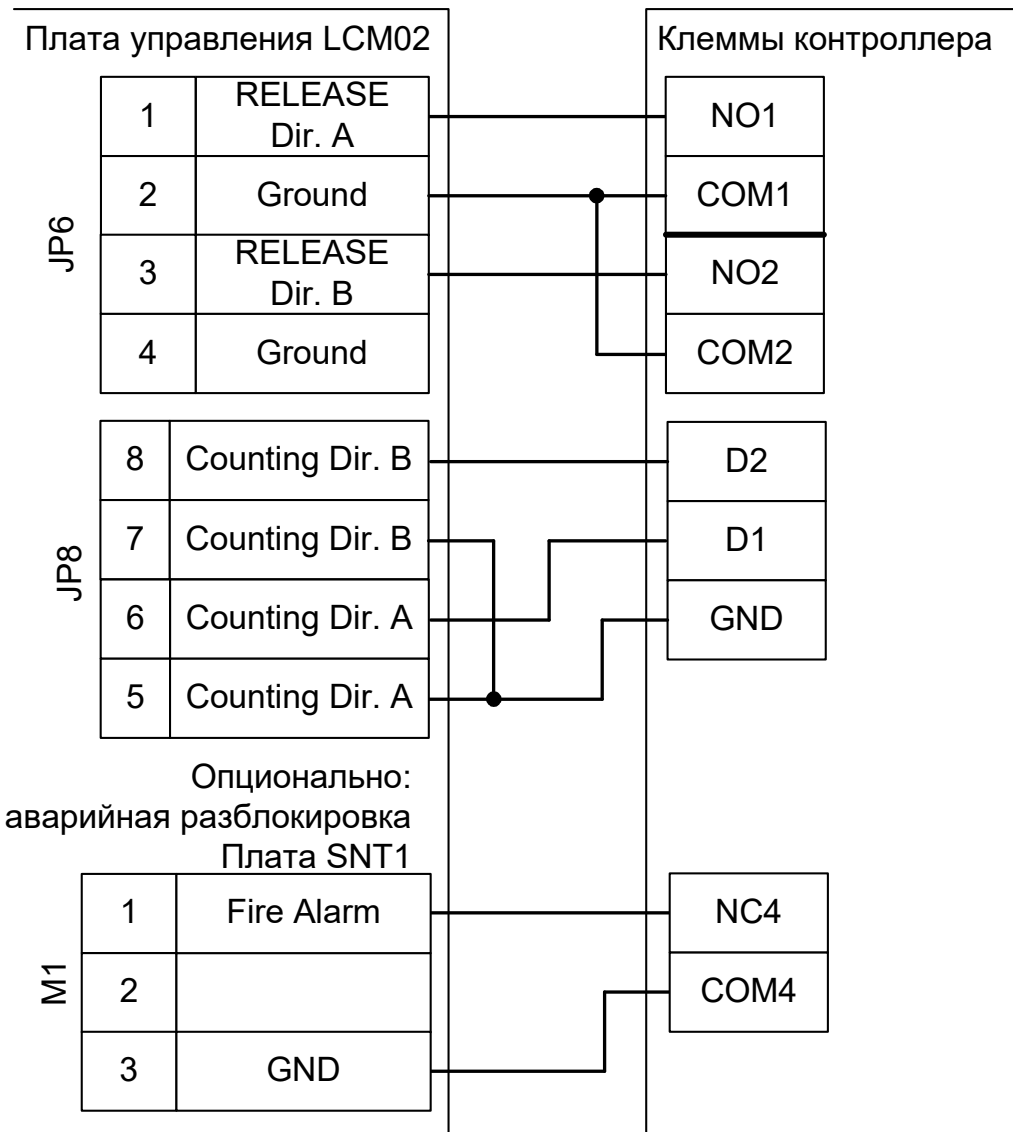 Плата управления LCM02
Клеммы контроллера
JP6
1
RELEASE
Dir. A
NO1
2
Ground
COM1
3
RELEASE
Dir. B
NO2
4
Ground
COM2
JP8
8
Counting Dir. B
D2
7
Counting Dir. B
D1
6
Counting Dir. A
GND
5
Counting Dir. A
Опционально:
аварийная разблокировка
Плата SNT1
M1
1
Fire Alarm
NC4
2
COM4
3
GND